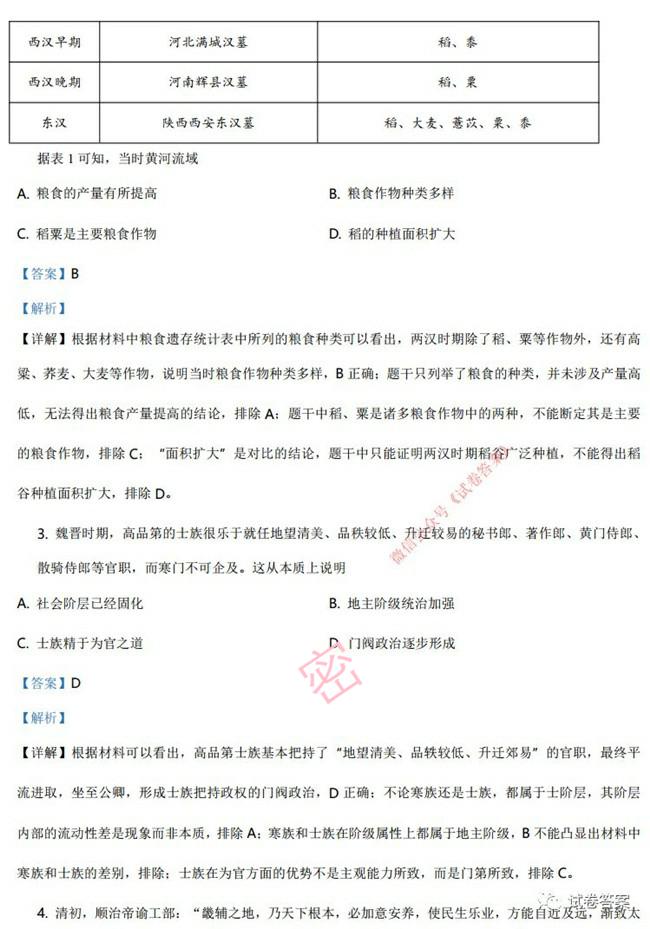 西汉早期 河北满城汉墓 稻、黍
西汉晚期 河南辉县汉墓 稻、粟
东汉 陕西西安东汉墓 稻、大麦、薏苡、粟、黍
据表 1 可知，当时黄河流域
A. 粮食的产量有所提高 B. 粮食作物种类多样
C. 稻粟是主要粮食作物 D. 稻的种植面积扩大
【答案】B
【解析】
【详解】根据材料中粮食遗存统计表中所列的粮食种类可以看出，两汉时期除了稻、粟等作物外，还有高
粱、荞麦、大麦等作物，说明当时粮食作物种类多样，B 正确；题干只列举了粮食的种类，并未涉及产量高
低，无法得出粮食产量提高的结论，排除 A；题干中稻、粟是诸多粮食作物中的两种，不能断定其是主要
的粮食作物，排除 C；“面积扩大”是对比的结论，题干中只能证明两汉时期稻谷广泛种植，不能得出稻
谷种植面积扩大，排除 D。
3. 魏晋时期，高品第的士族很乐于就任地望清美、品秩较低、升迁较易的秘书郎、著作郎、黄门侍郎、
散骑侍郎等官职，而寒门不可企及。这从本质上说明
A. 社会阶层已经固化 B. 地主阶级统治加强
C. 士族精于为官之道 D. 门阀政治逐步形成
【答案】D
【解析】
【详解】根据材料可以看出，高品第士族基本把持了“地望清美、品轶较低、升迁郊易”的官职，最终平
流进取，坐至公卿，形成士族把持政权的门阀政治，D 正确；不论寒族还是士族，都属于士阶层，其阶层
内部的流动性差是现象而非本质，排除 A；寒族和士族在阶级属性上都属于地主阶级，B 不能凸显出材料中
寒族和士族的差别，排除；士族在为官方面的优势不是主观能力所致，而是门第所致，排除 C。
4. 清初，顺治帝谕工部：“畿辅之地，乃天下根本，必加意安养，使民生乐业，方能自近及远，渐致太
微信公众号《试卷答案》
密
试卷答案